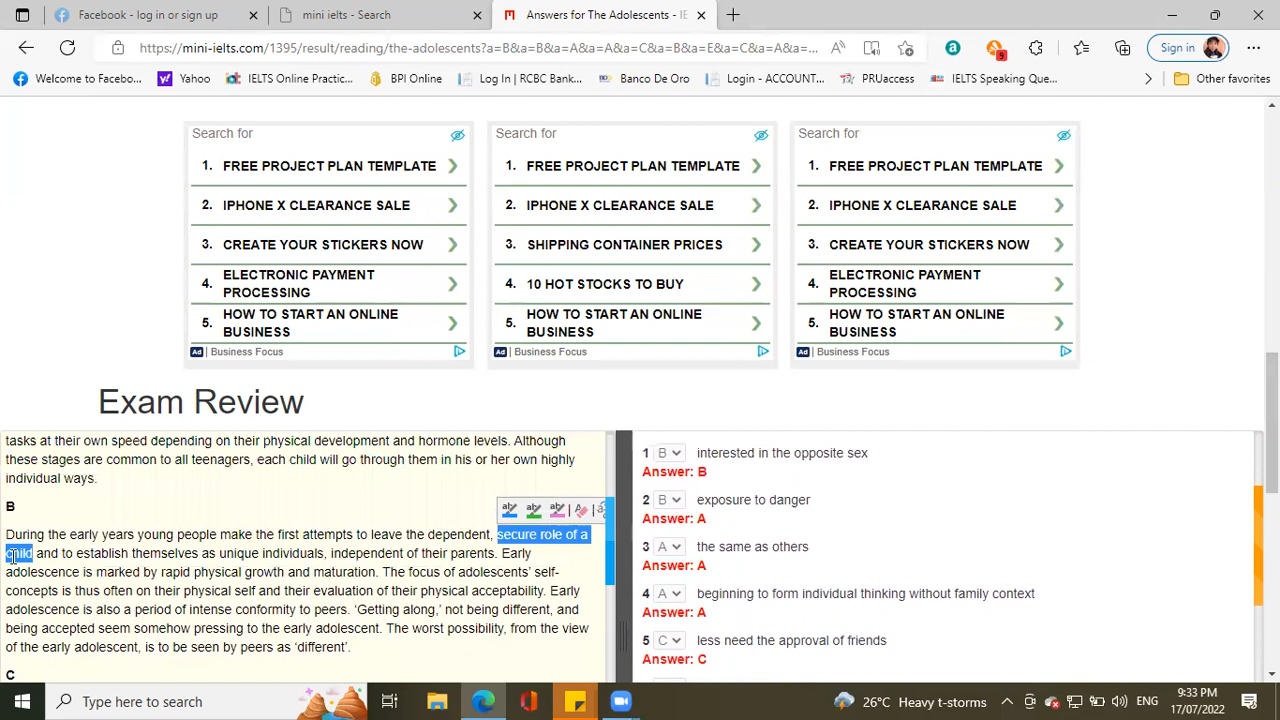 Facebook - log in or sign up
mini ielts - Search
Answers for The Adolescents - IE
https://mini-ielts.com/1395/result/reading/the-adolescents?a=B&a=B&a=A&a=A&a=C&a=B&a=E&a=C&a=A&a=...
9
Sign in
Welcome to Facebo...
Yahoo
IELTS Online Practic...
BPI Online
Log In | RCBC Bank...
Banco De Oro
Login - ACCOUNT...
PRUaccess
IELTS Speaking Que...
Other favorites
Search for
1. FREE PROJECT PLAN TEMPLATE
2. IPHONE X CLEARANCE SALE
3. CREATE YOUR STICKERS NOW
4. ELECTRONIC PAYMENT
PROCESSING
5. HOW TO START AN ONLINE
BUSINESS
Ad | Business Focus
Search for
1. FREE PROJECT PLAN TEMPLATE
2. IPHONE X CLEARANCE SALE
3. SHIPPING CONTAINER PRICES
4. 10 HOT STOCKS TO BUY
5. HOW TO START AN ONLINE
BUSINESS
Ad | Business Focus
Search for
1. FREE PROJECT PLAN TEMPLATE
2. IPHONE X CLEARANCE SALE
3. CREATE YOUR STICKERS NOW
4. ELECTRONIC PAYMENT
PROCESSING
5. HOW TO START AN ONLINE
BUSINESS
Ad | Business Focus
Exam Review
tasks at their own speed depending on their physical development and hormone levels. Although
these stages are common to all teenagers, each child will go through them in his or her own highly
individual ways.
B
During the early years young people make the first attempts to leave the dependent, secure role of a
child and to establish themselves as unique individuals, independent of their parents. Early
adolescence is marked by rapid physical growth and maturation. The focus of adolescents' self-
concepts is thus often on their physical self and their evaluation of their physical acceptability. Early
adolescence is also a period of intense conformity to peers. 'Getting along,' not being different, and
being accepted seem somehow pressing to the early adolescent. The worst possibility, from the view
of the early adolescent, is to be seen by peers as 'different'.
C
1 B interested in the opposite sex
Answer: B
2 B exposure to danger
Answer: A
3 A the same as others
Answer: A
4 A beginning to form individual thinking without family context
Answer: A
5 C less need the approval of friends
Answer: C
Type here to search
26°C Heavy t-storms
ENG
9:33 PM
17/07/2022